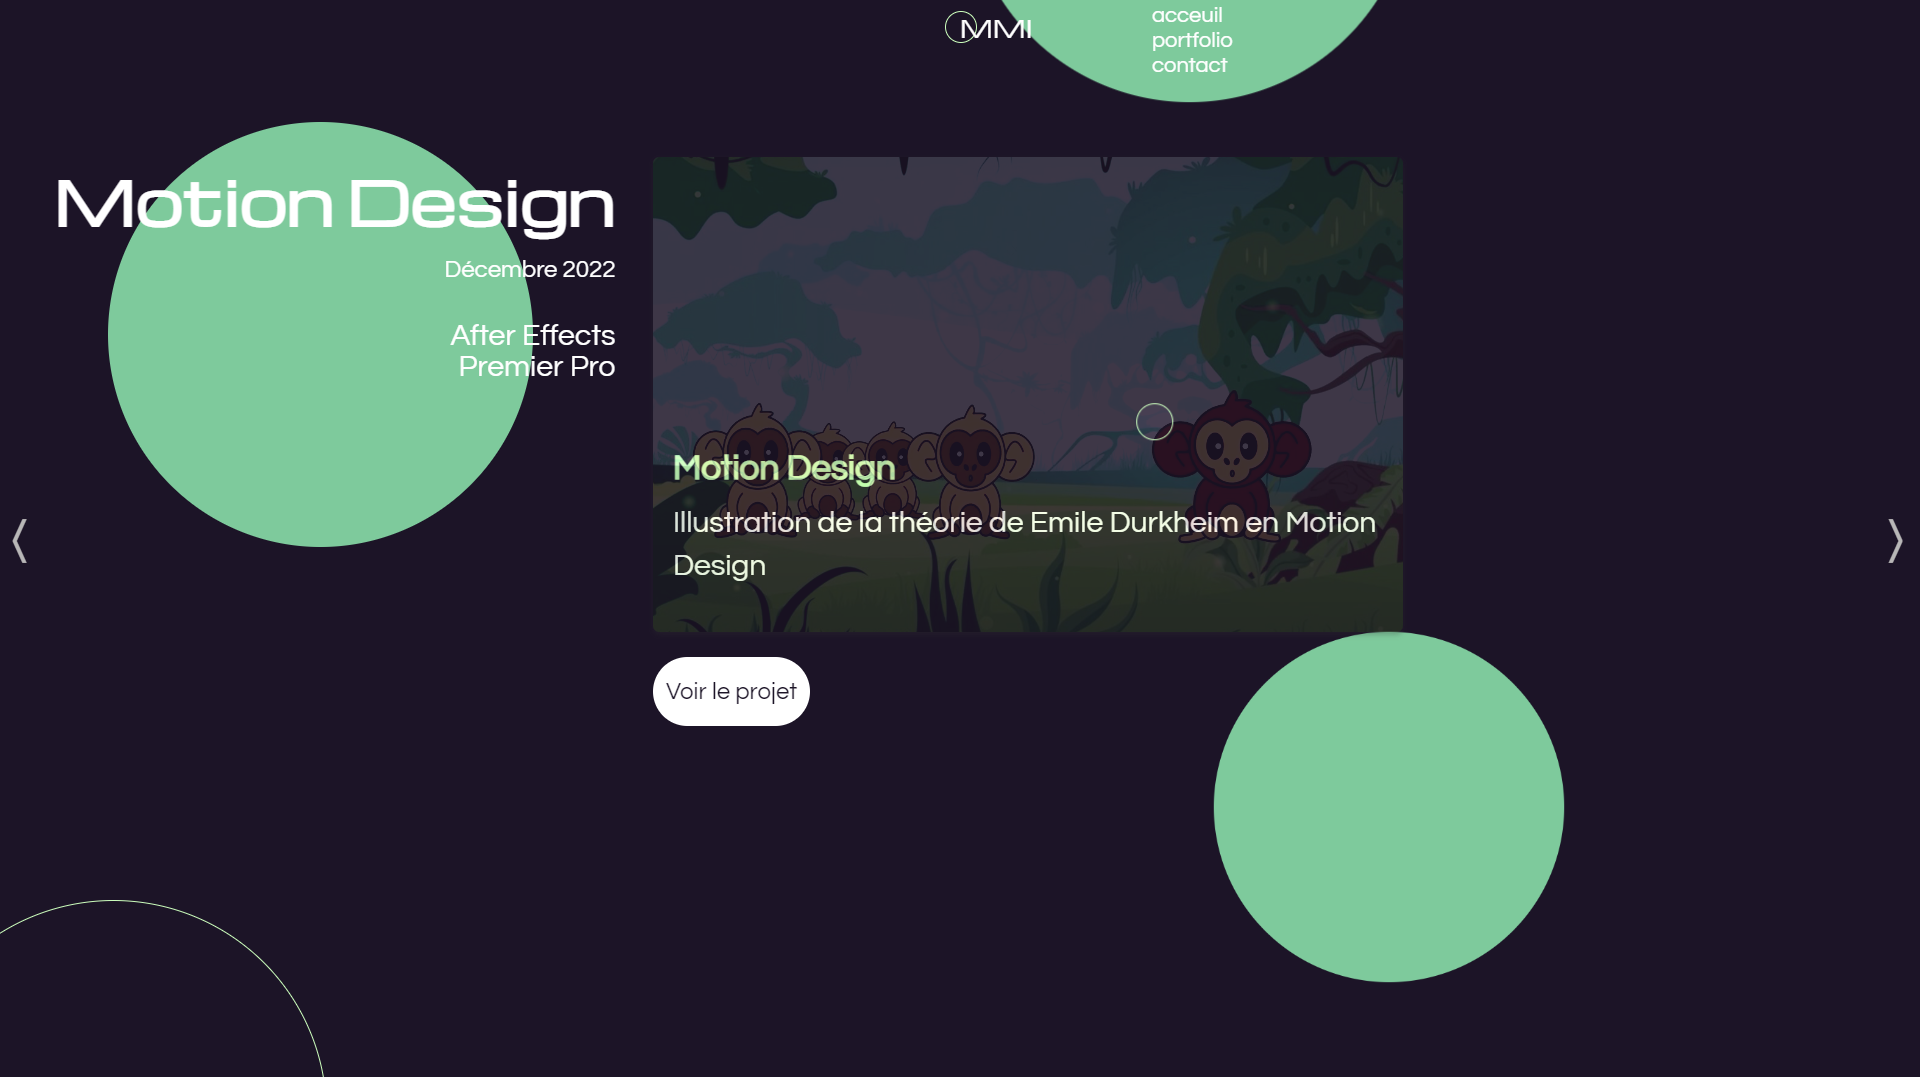 MMI
acceuil
portfolio
contact
Motion Design
Décembre 2022
After Effects
Premier Pro
Motion Design
Illustration de la théorie de Emile Durkheim en Motion
Design
Voir le projet